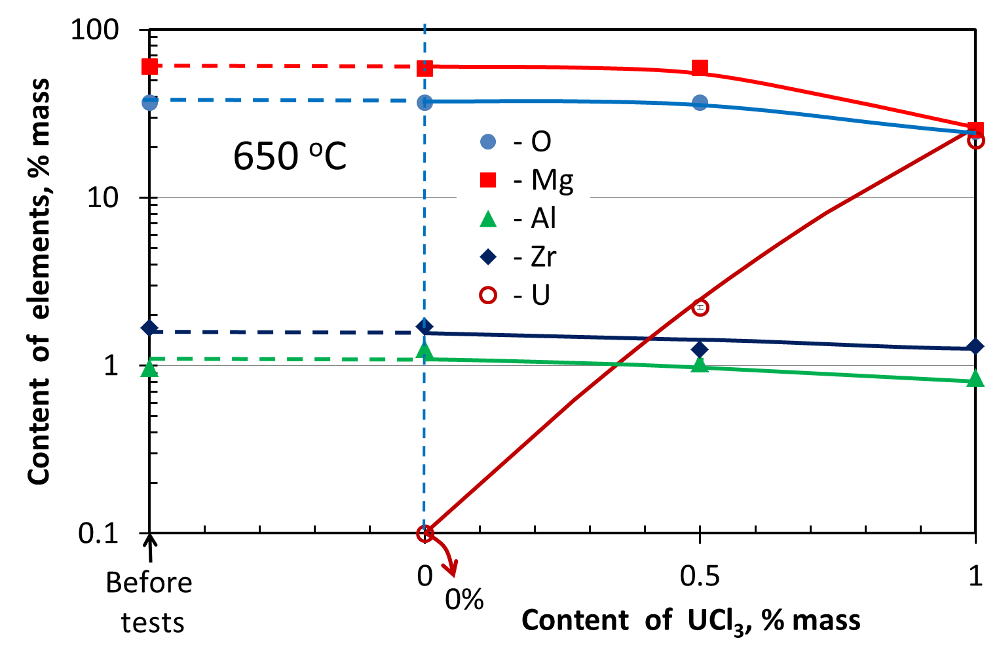 100
10
1
0.1
Content of elements, % mass
650 °C
- O
- Mg
- Al
- Zr
- U
Before
tests
0
0.5
1
0%
Content of UCl₃, % mass